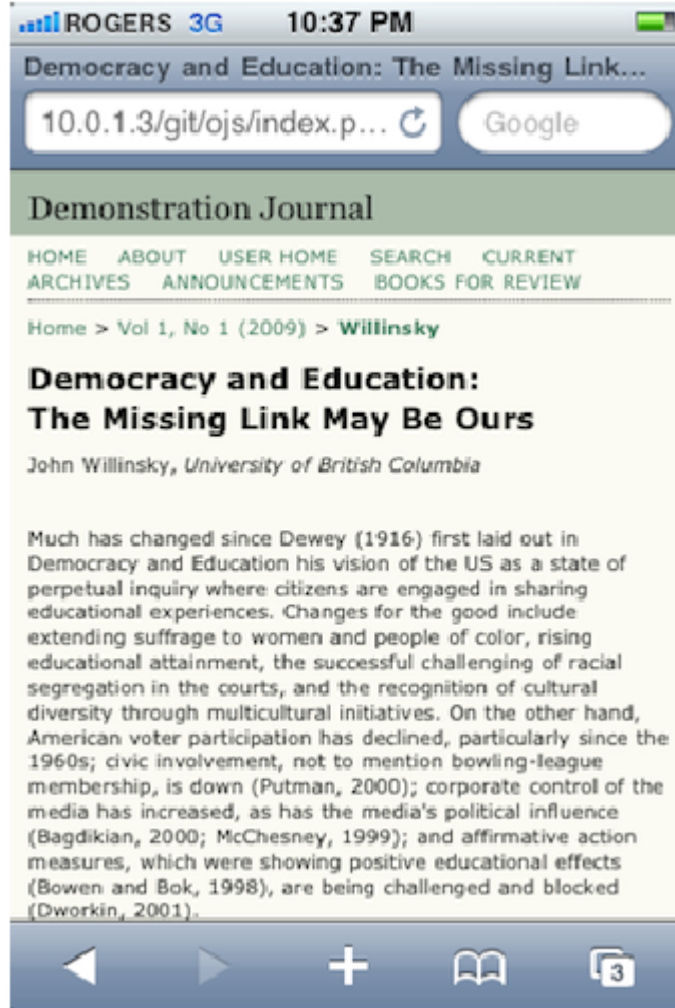 ROGERS 3G 10:37 PM
Democracy and Education: The Missing Link...
10.0.1.3/git/ojs/index.p... Google
Demonstration Journal
HOME ABOUT USER HOME SEARCH CURRENT
ARCHIVES ANNOUNCEMENTS BOOKS FOR REVIEW
Home > Vol 1, No 1 (2009) > Willinsky
Democracy and Education:
The Missing Link May Be Ours
John Willinsky, University of British Columbia
Much has changed since Dewey (1916) first laid out in
Democracy and Education his vision of the US as a state of
perpetual inquiry where citizens are engaged in sharing
educational experiences. Changes for the good include
extending suffrage to women and people of color, rising
educational attainment, the successful challenging of racial
segregation in the courts, and the recognition of cultural
diversity through multicultural initiatives. On the other hand,
American voter participation has declined, particularly since the
1960s; civic involvement, not to mention bowling-league
membership, is down (Putman, 2000); corporate control of the
media has increased, as has the media's political influence
(Bagdikian, 2000; McChesney, 1999); and affirmative action
measures, which were showing positive educational effects
(Bowen and Bok, 1998), are being challenged and blocked
(Dworkin, 2001).
3